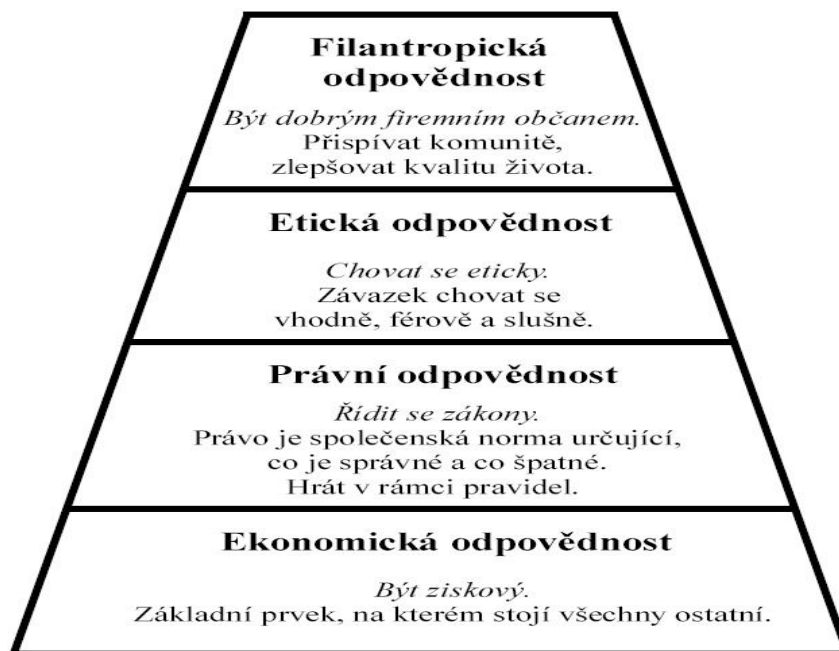 Filantropická
odpovědnost
Být dobrým firemním občanem.
Přispívat komunitě,
zlepšovat kvalitu života.
Etická odpovědnost
Chovat se eticky.
Závazek chovat se
vhodně, férově a slušně.
Právní odpovědnost
Řídit se zákony.
Právo je společenská norma určující,
co je správné a co špatné.
Hrát v rámci pravidel.
Ekonomická odpovědnost
Být ziskový.
Základní prvek, na kterém stojí všechny ostatní.